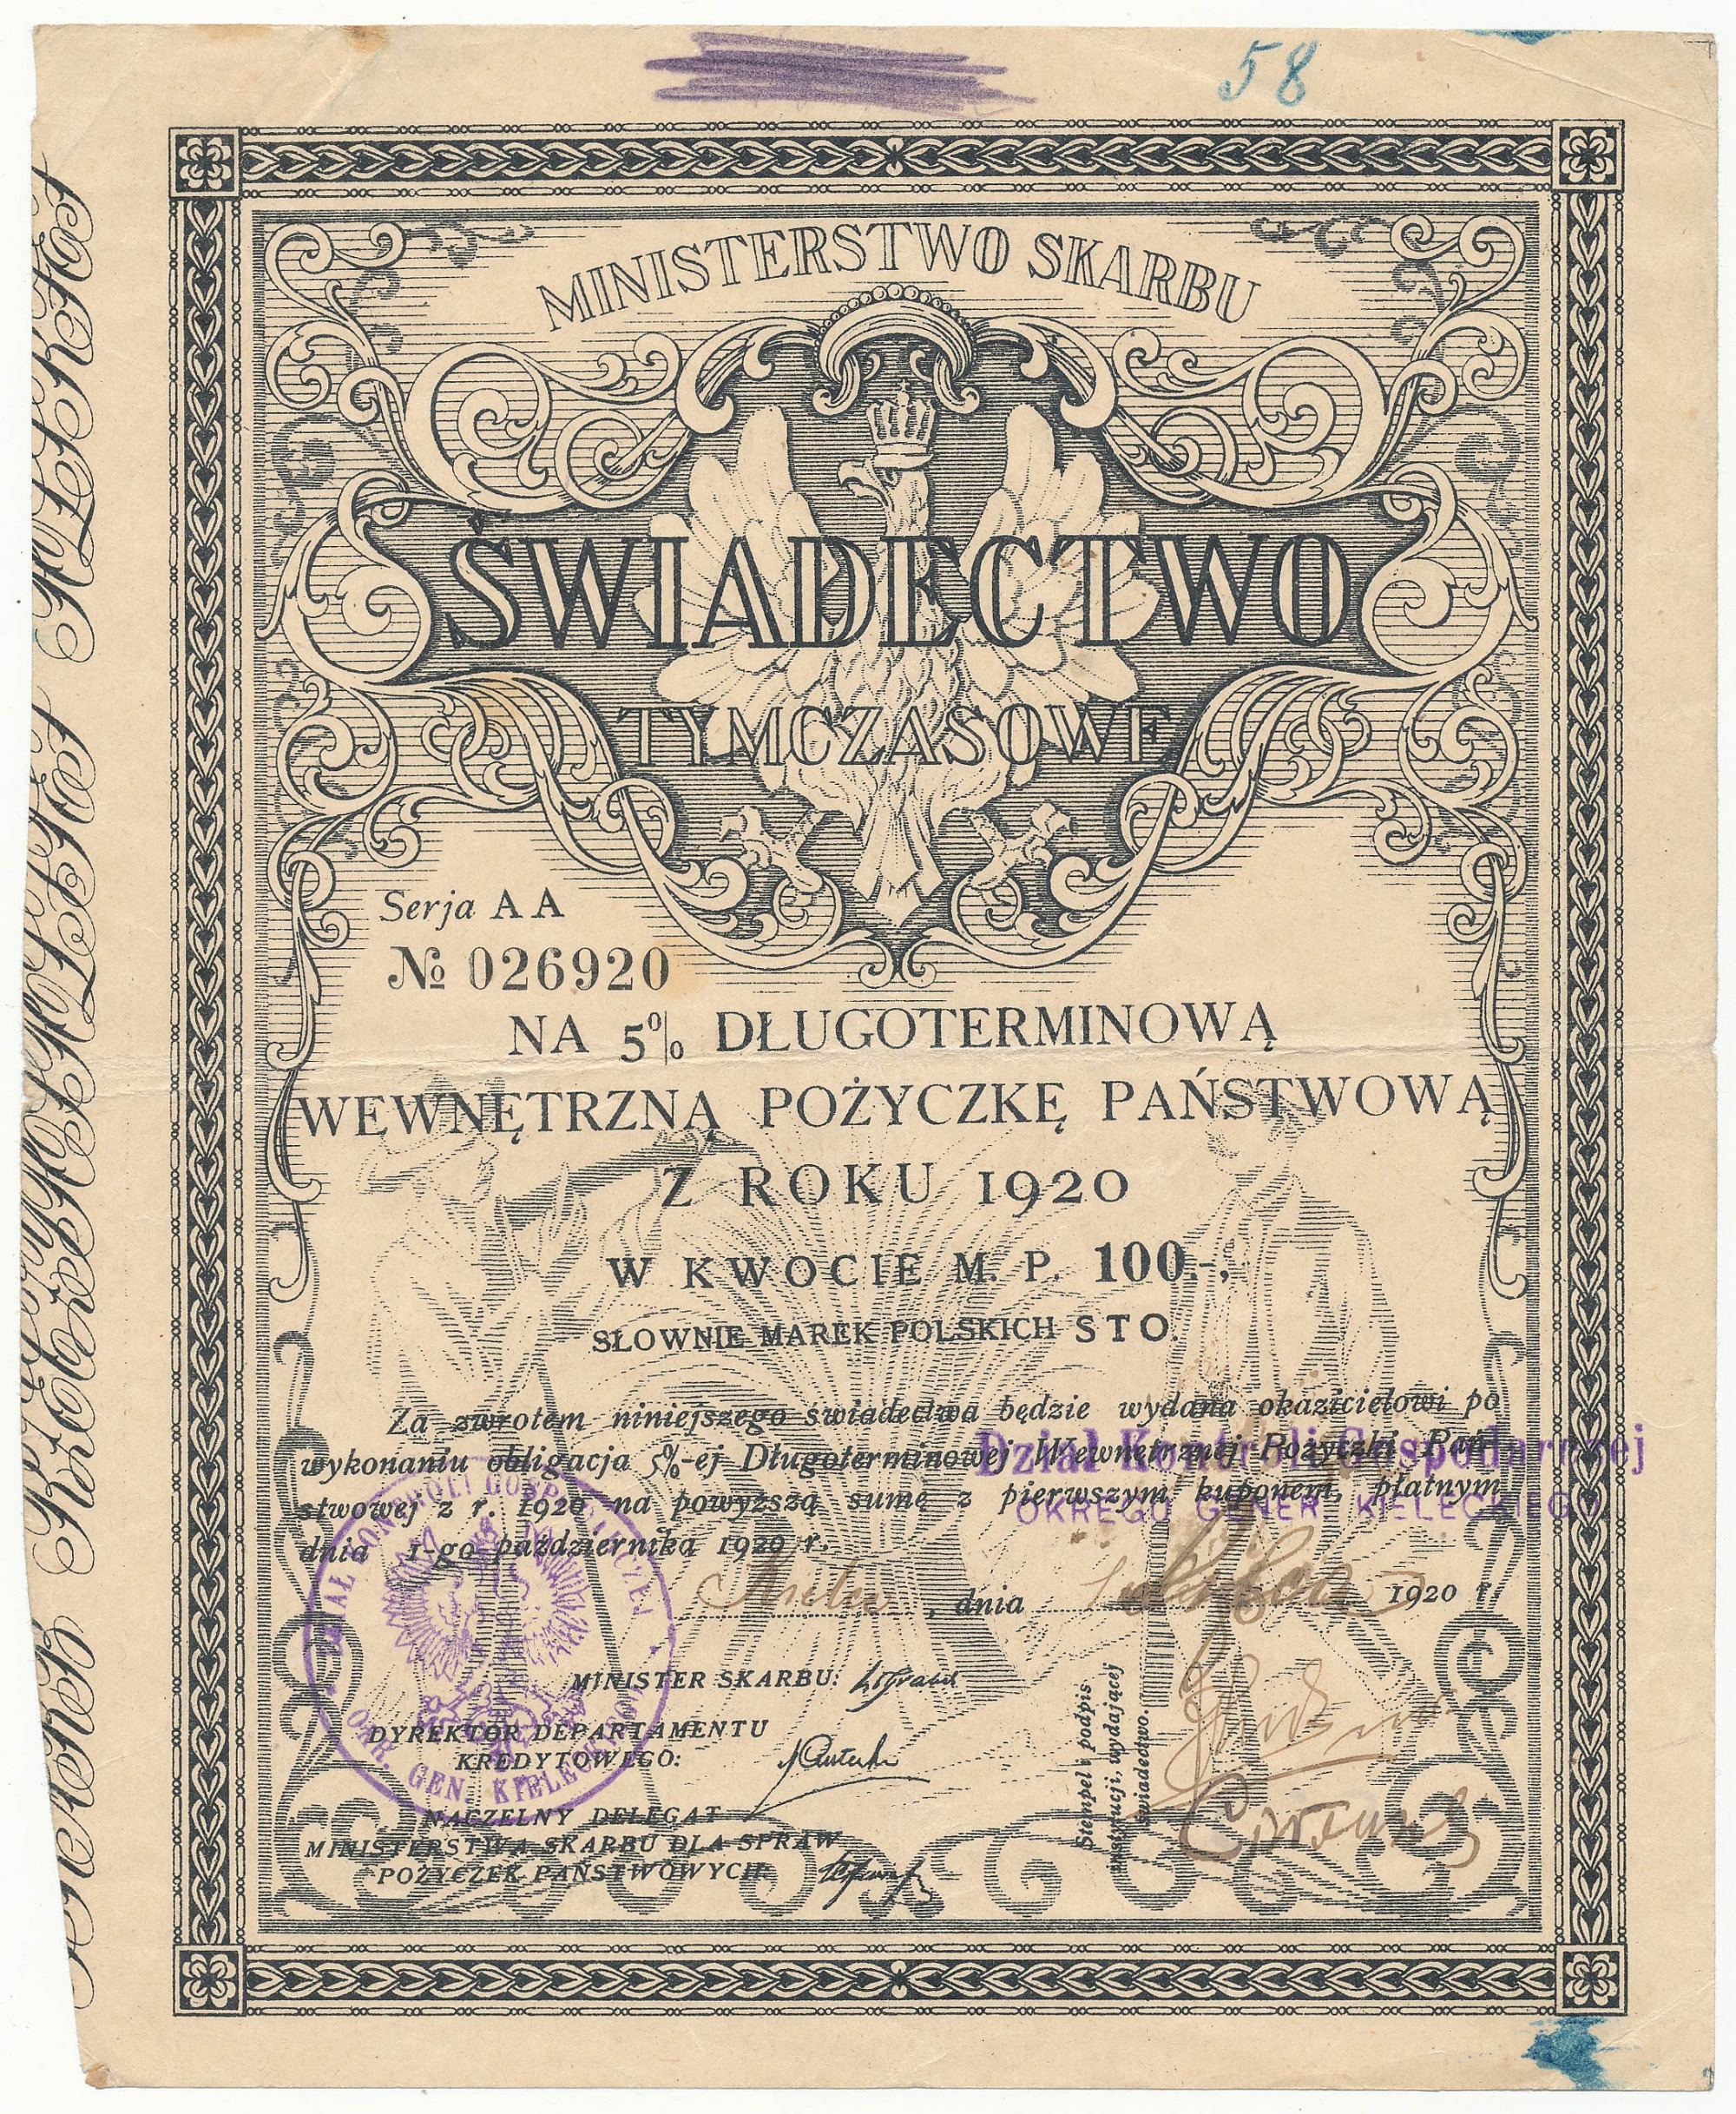 58
MINISTERSTWO SKARBU
ŚWIADECTWO
TYMCZASOWE
Serja AA
№ 026920
NA 5% DŁUGOTERMINOWĄ
WEWNĘTRZNĄ POŻYCZKĘ PAŃSTWOWĄ
Z ROKU 1920
W KWOCIE M. P. 100.-,
SŁOWNIE MAREK POLSKICH STO.
Za zwrotem niniejszego świadectwa będzie wydana okazicielowi po
wykonaniu obligacja 5%-ej Długoterminowej Wewnętrznej Pożyczki Pań-
stwowej z r. 1920 na powyższą sumę z pierwszym kuponem, płatnym
dnia 1-go października 1920 r.
Dział Kontroli Gospodarczej
OKRĘGU GENER. KIELECKIEGO
Kielce, dnia 1920 r.
DZIAŁ KONTROLI GOSPODARCZEJ
OKR. GEN. KIELECKIEGO
MINISTER SKARBU:
DYREKTOR DEPARTAMENTU
KREDYTOWEGO:
NACZELNY DELEGAT
MINISTERSTWA SKARBU DLA SPRAW
POŻYCZEK PAŃSTWOWYCH:
Stempel i podpis
instytucji, wydającej
świadectwo.